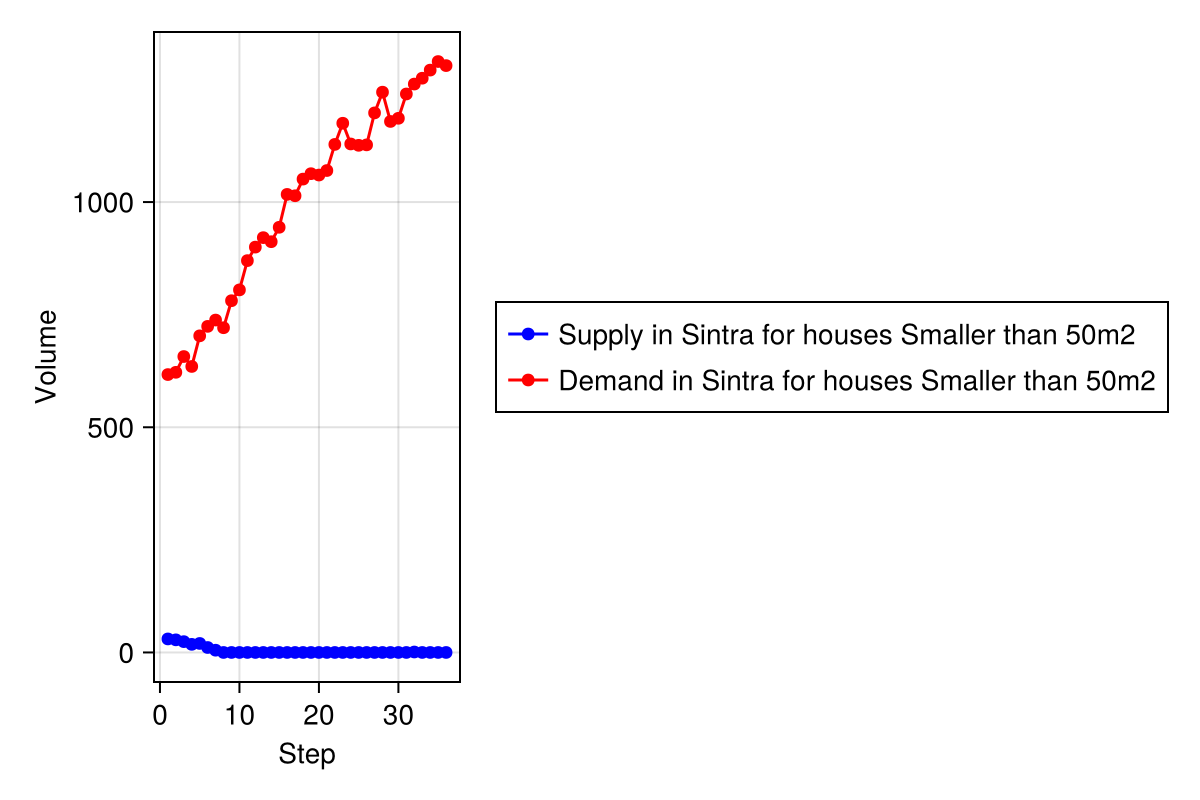 Volume
1000
500
0
0 10 20 30
Step
Supply in Sintra for houses Smaller than 50m2
Demand in Sintra for houses Smaller than 50m2